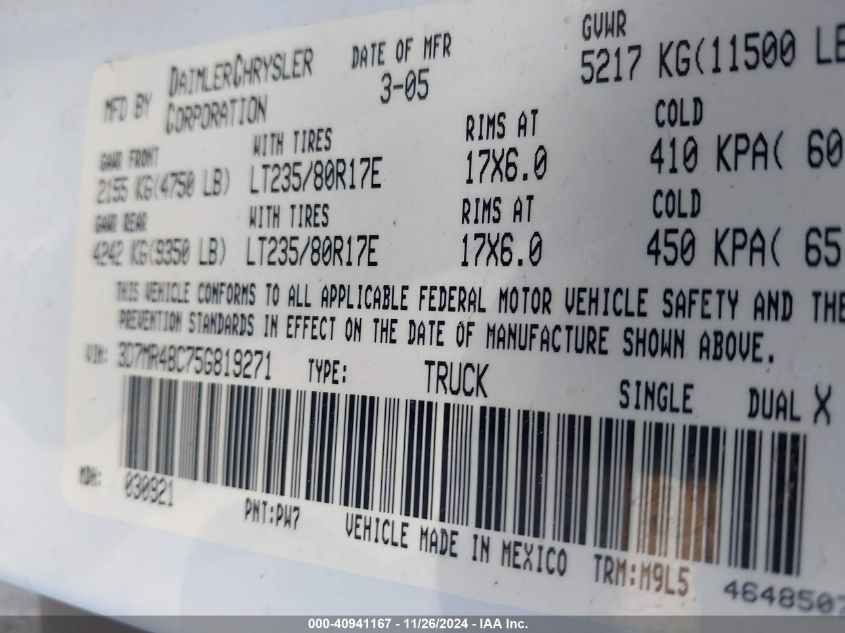 MFD BY DAIMLERCHRYSLER CORPORATION DATE OF MFR 3-05 GVWR 5217 KG(11500 LB
GAWR FRONT WITH TIRES RIMS AT COLD
2155 KG(4750 LB) LT235/80R17E 17X6.0 410 KPA( 60
GAWR REAR WITH TIRES RIMS AT COLD
4242 KG(9350 LB) LT235/80R17E 17X6.0 450 KPA( 65
THIS VEHICLE CONFORMS TO ALL APPLICABLE FEDERAL MOTOR VEHICLE SAFETY AND THE
PREVENTION STANDARDS IN EFFECT ON THE DATE OF MANUFACTURE SHOWN ABOVE.
VIN: 3D7MR48C75G819271 TYPE: TRUCK SINGLE DUAL X
MDH: 030921
PNT:PW7 VEHICLE MADE IN MEXICO TRM:M9L5 4648507
000-40941167 - 11/26/2024 - IAA Inc.